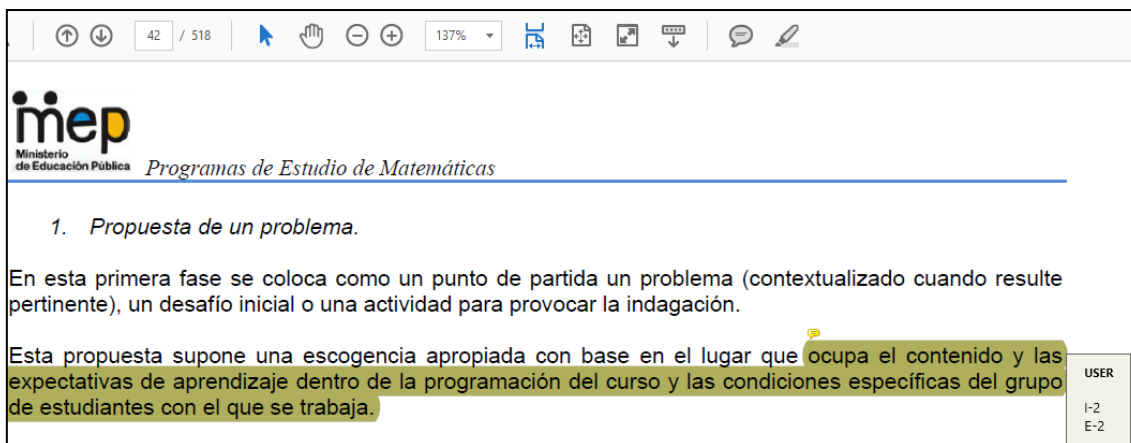 42 / 518 137%
mep
Ministerio
de Educación Pública
Programas de Estudio de Matemáticas
1. Propuesta de un problema.
En esta primera fase se coloca como un punto de partida un problema (contextualizado cuando resulte
pertinente), un desafío inicial o una actividad para provocar la indagación.
Esta propuesta supone una escogencia apropiada con base en el lugar que ocupa el contenido y las
expectativas de aprendizaje dentro de la programación del curso y las condiciones específicas del grupo
de estudiantes con el que se trabaja.
USER
I-2
E-2